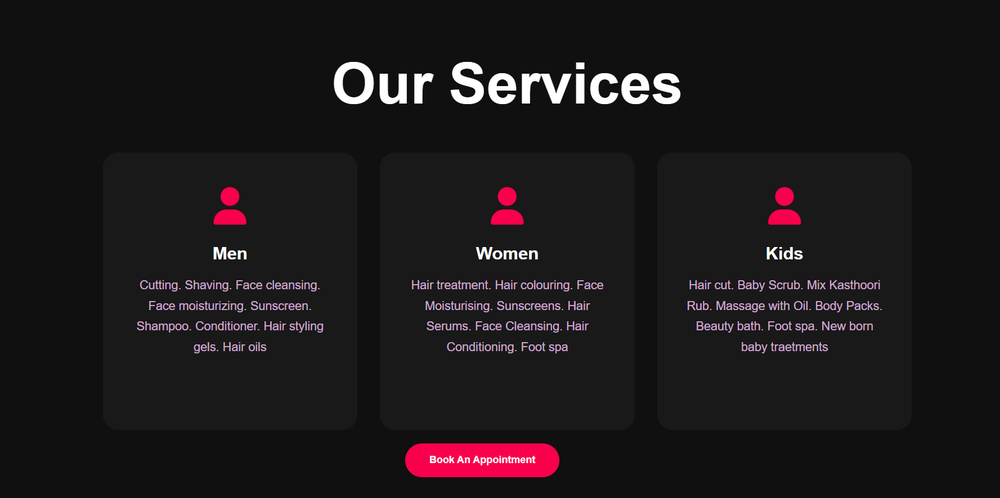 Our Services
Men
Cutting. Shaving. Face cleansing.
Face moisturizing. Sunscreen.
Shampoo. Conditioner. Hair styling
gels. Hair oils
Women
Hair treatment. Hair colouring. Face
Moisturising. Sunscreens. Hair
Serums. Face Cleansing. Hair
Conditioning. Foot spa
Kids
Hair cut. Baby Scrub. Mix Kasthoori
Rub. Massage with Oil. Body Packs.
Beauty bath. Foot spa. New born
baby traetments
Book An Appointment